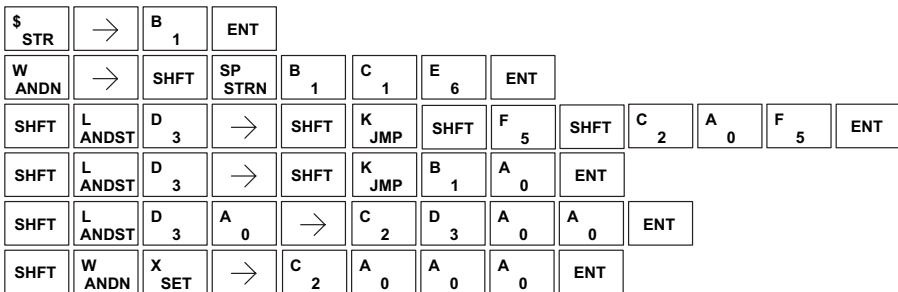 $ STR → B 1 ENT
W ANDN → SHFT SP STRN B 1 C 1 E 6 ENT
SHFT L ANDST D 3 → SHFT K JMP SHFT F 5 SHFT C 2 A 0 F 5 ENT
SHFT L ANDST D 3 → SHFT K JMP B 1 A 0 ENT
SHFT L ANDST D 3 A 0 → C 2 D 3 A 0 A 0 ENT
SHFT W ANDN X SET → C 2 A 0 A 0 A 0 ENT